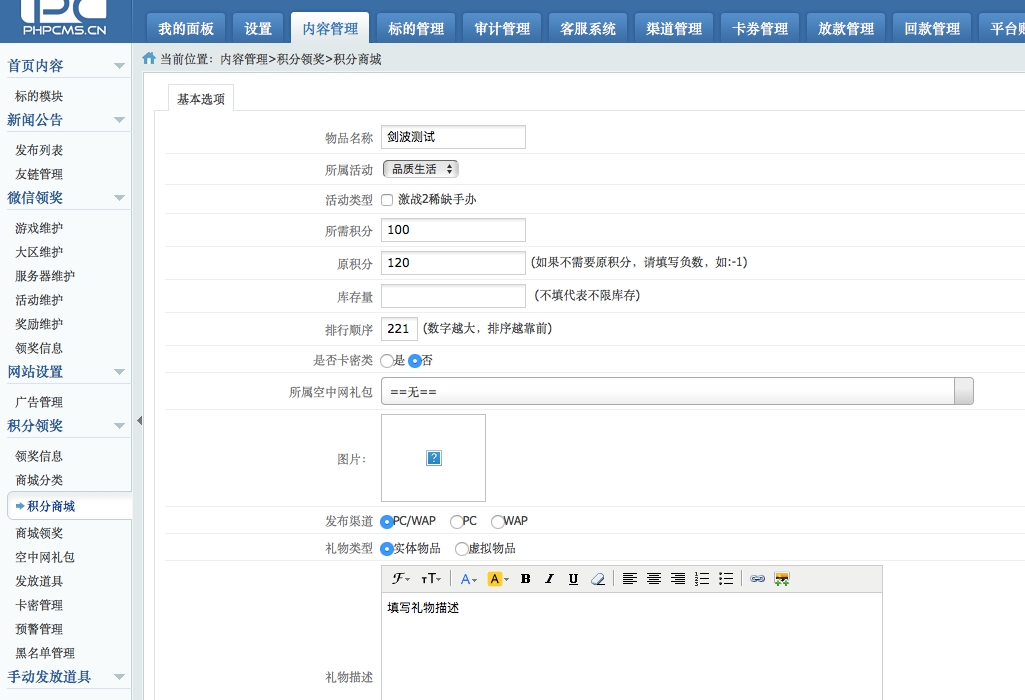 PHPCMS.CN
我的面板 设置 内容管理 标的管理 审计管理 客服系统 渠道管理 卡券管理 放款管理 回款管理
当前位置：内容管理>积分领奖>积分商城
首页内容
标的模块
新闻公告
发布列表
友链管理
微信领奖
游戏维护
大区维护
服务器维护
活动维护
奖励维护
领奖信息
网站设置
广告管理
积分领奖
领奖信息
商城分类
积分商城
商城领奖
空中网礼包
发放道具
卡密管理
预警管理
黑名单管理
手动发放道具
基本选项
物品名称 剑波测试
所属活动 品质生活
活动类型 激战2稀缺手办
所需积分 100
原积分 120 (如果不需要原积分，请填写负数，如:-1)
库存量 (不填代表不限库存)
排行顺序 221 (数字越大，排序越靠前)
是否卡密类 是 否
所属空中网礼包 ==无==
图片：
发布渠道 PC/WAP PC WAP
礼物类型 实体物品 虚拟物品
填写礼物描述
礼物描述